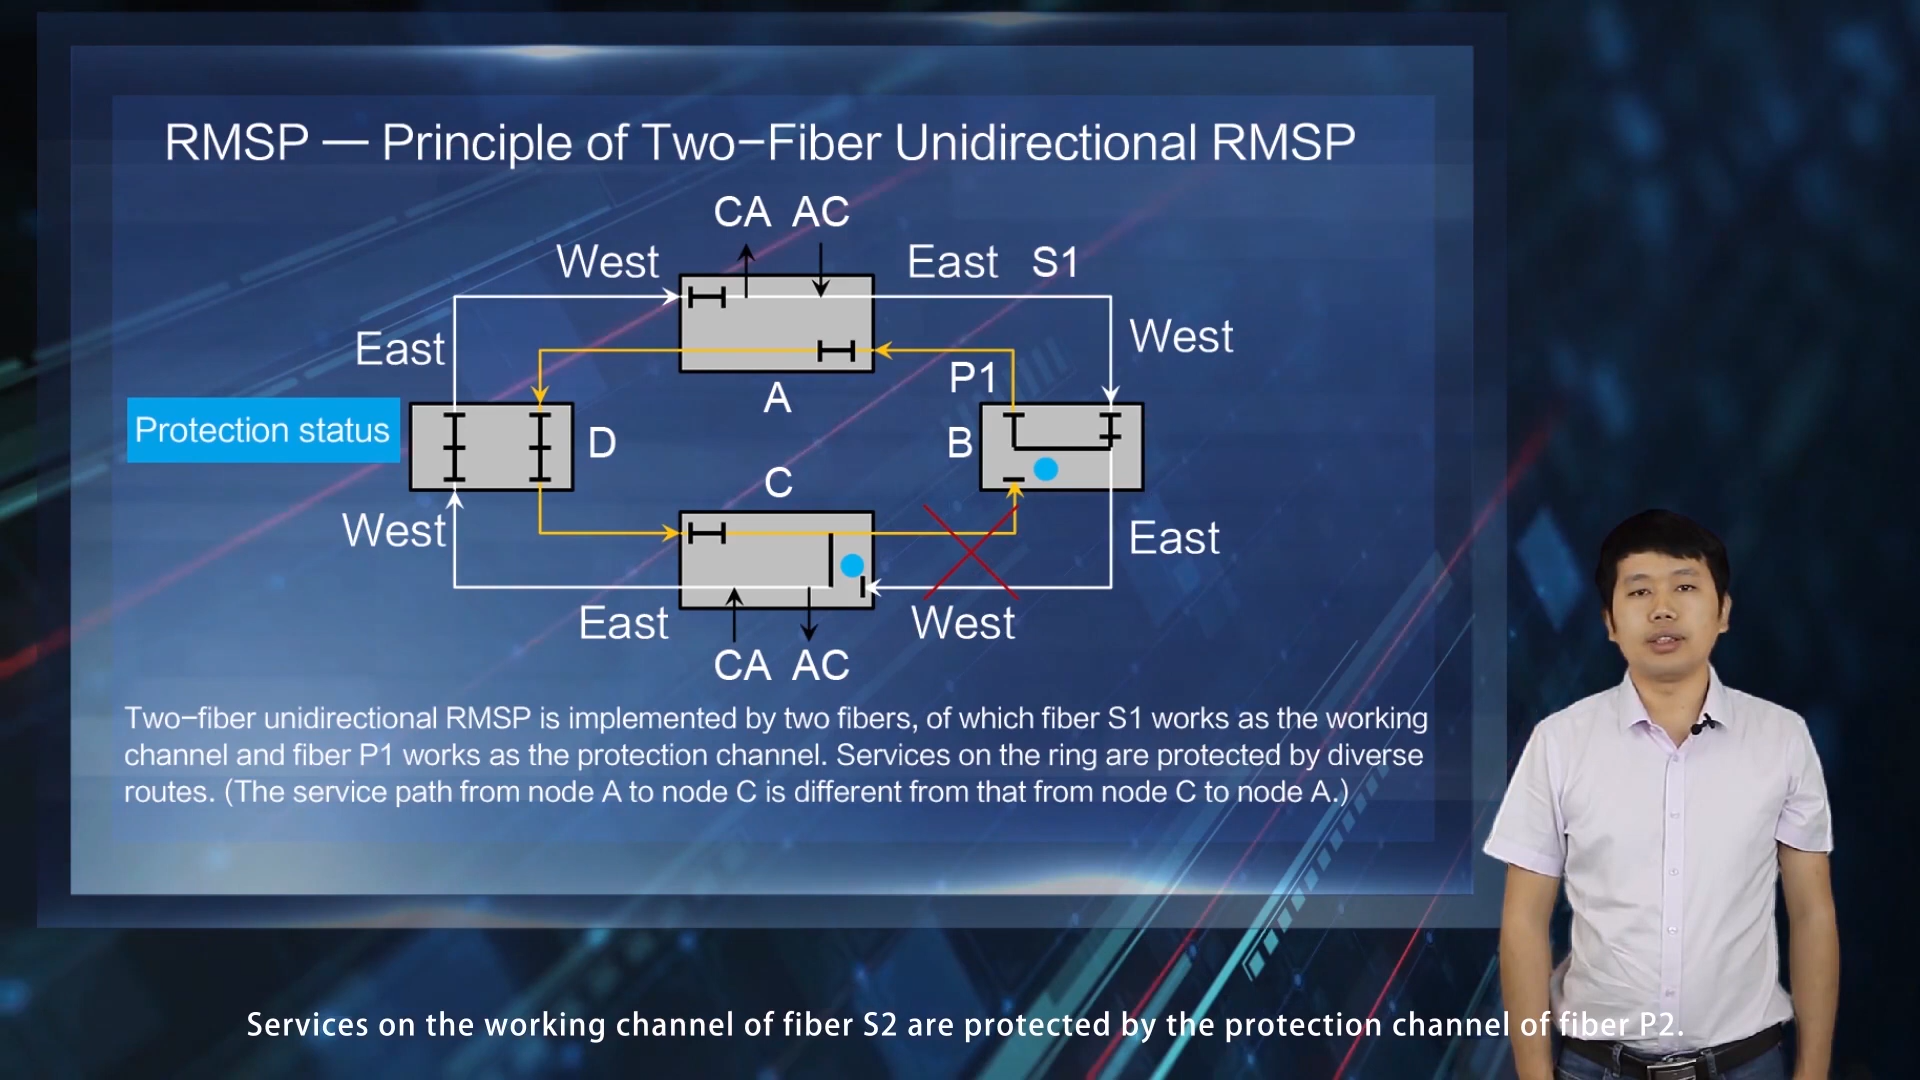 RMSP — Principle of Two-Fiber Unidirectional RMSP
CA AC
West East S1
East West
P1
A
Protection status
D B
C
West East
East West
CA AC
Two-fiber unidirectional RMSP is implemented by two fibers, of which fiber S1 works as the working
channel and fiber P1 works as the protection channel. Services on the ring are protected by diverse
routes. (The service path from node A to node C is different from that from node C to node A.)
Services on the working channel of fiber S2 are protected by the protection channel of fiber P2.